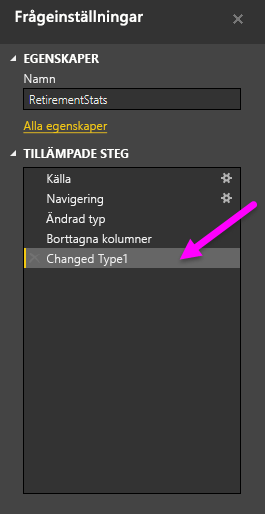 Frågeinställningar
EGENSKAPER
Namn
RetirementStats
Alla egenskaper
TILLÄMPADE STEG
Källa
Navigering
Ändrad typ
Borttagna kolumner
Changed Type1